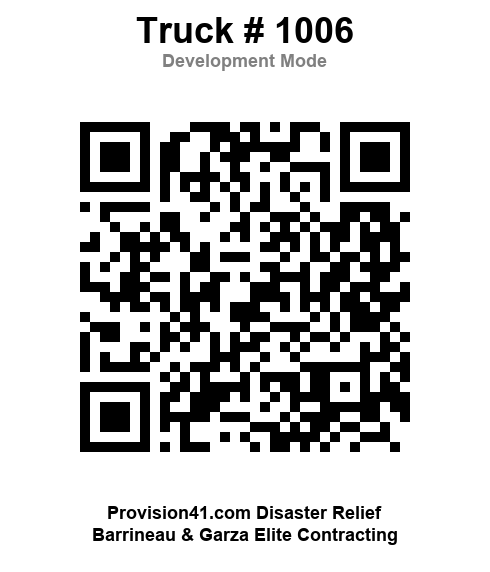 Truck # 1006
Development Mode
Provision41.com Disaster Relief
Barrineau & Garza Elite Contracting